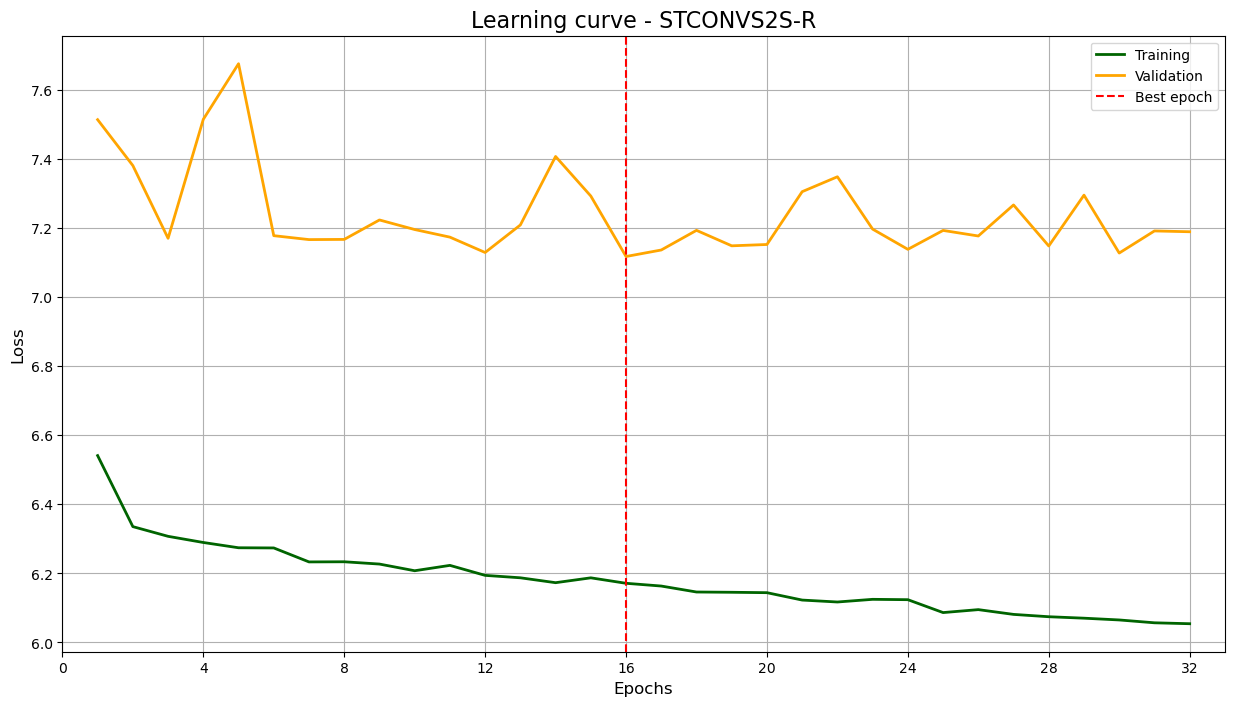 Learning curve - STCONVS2S-R
Training
Validation
Best epoch
7.6
7.4
7.2
7.0
6.8
6.6
6.4
6.2
6.0
Loss
0 4 8 12 16 20 24 28 32
Epochs